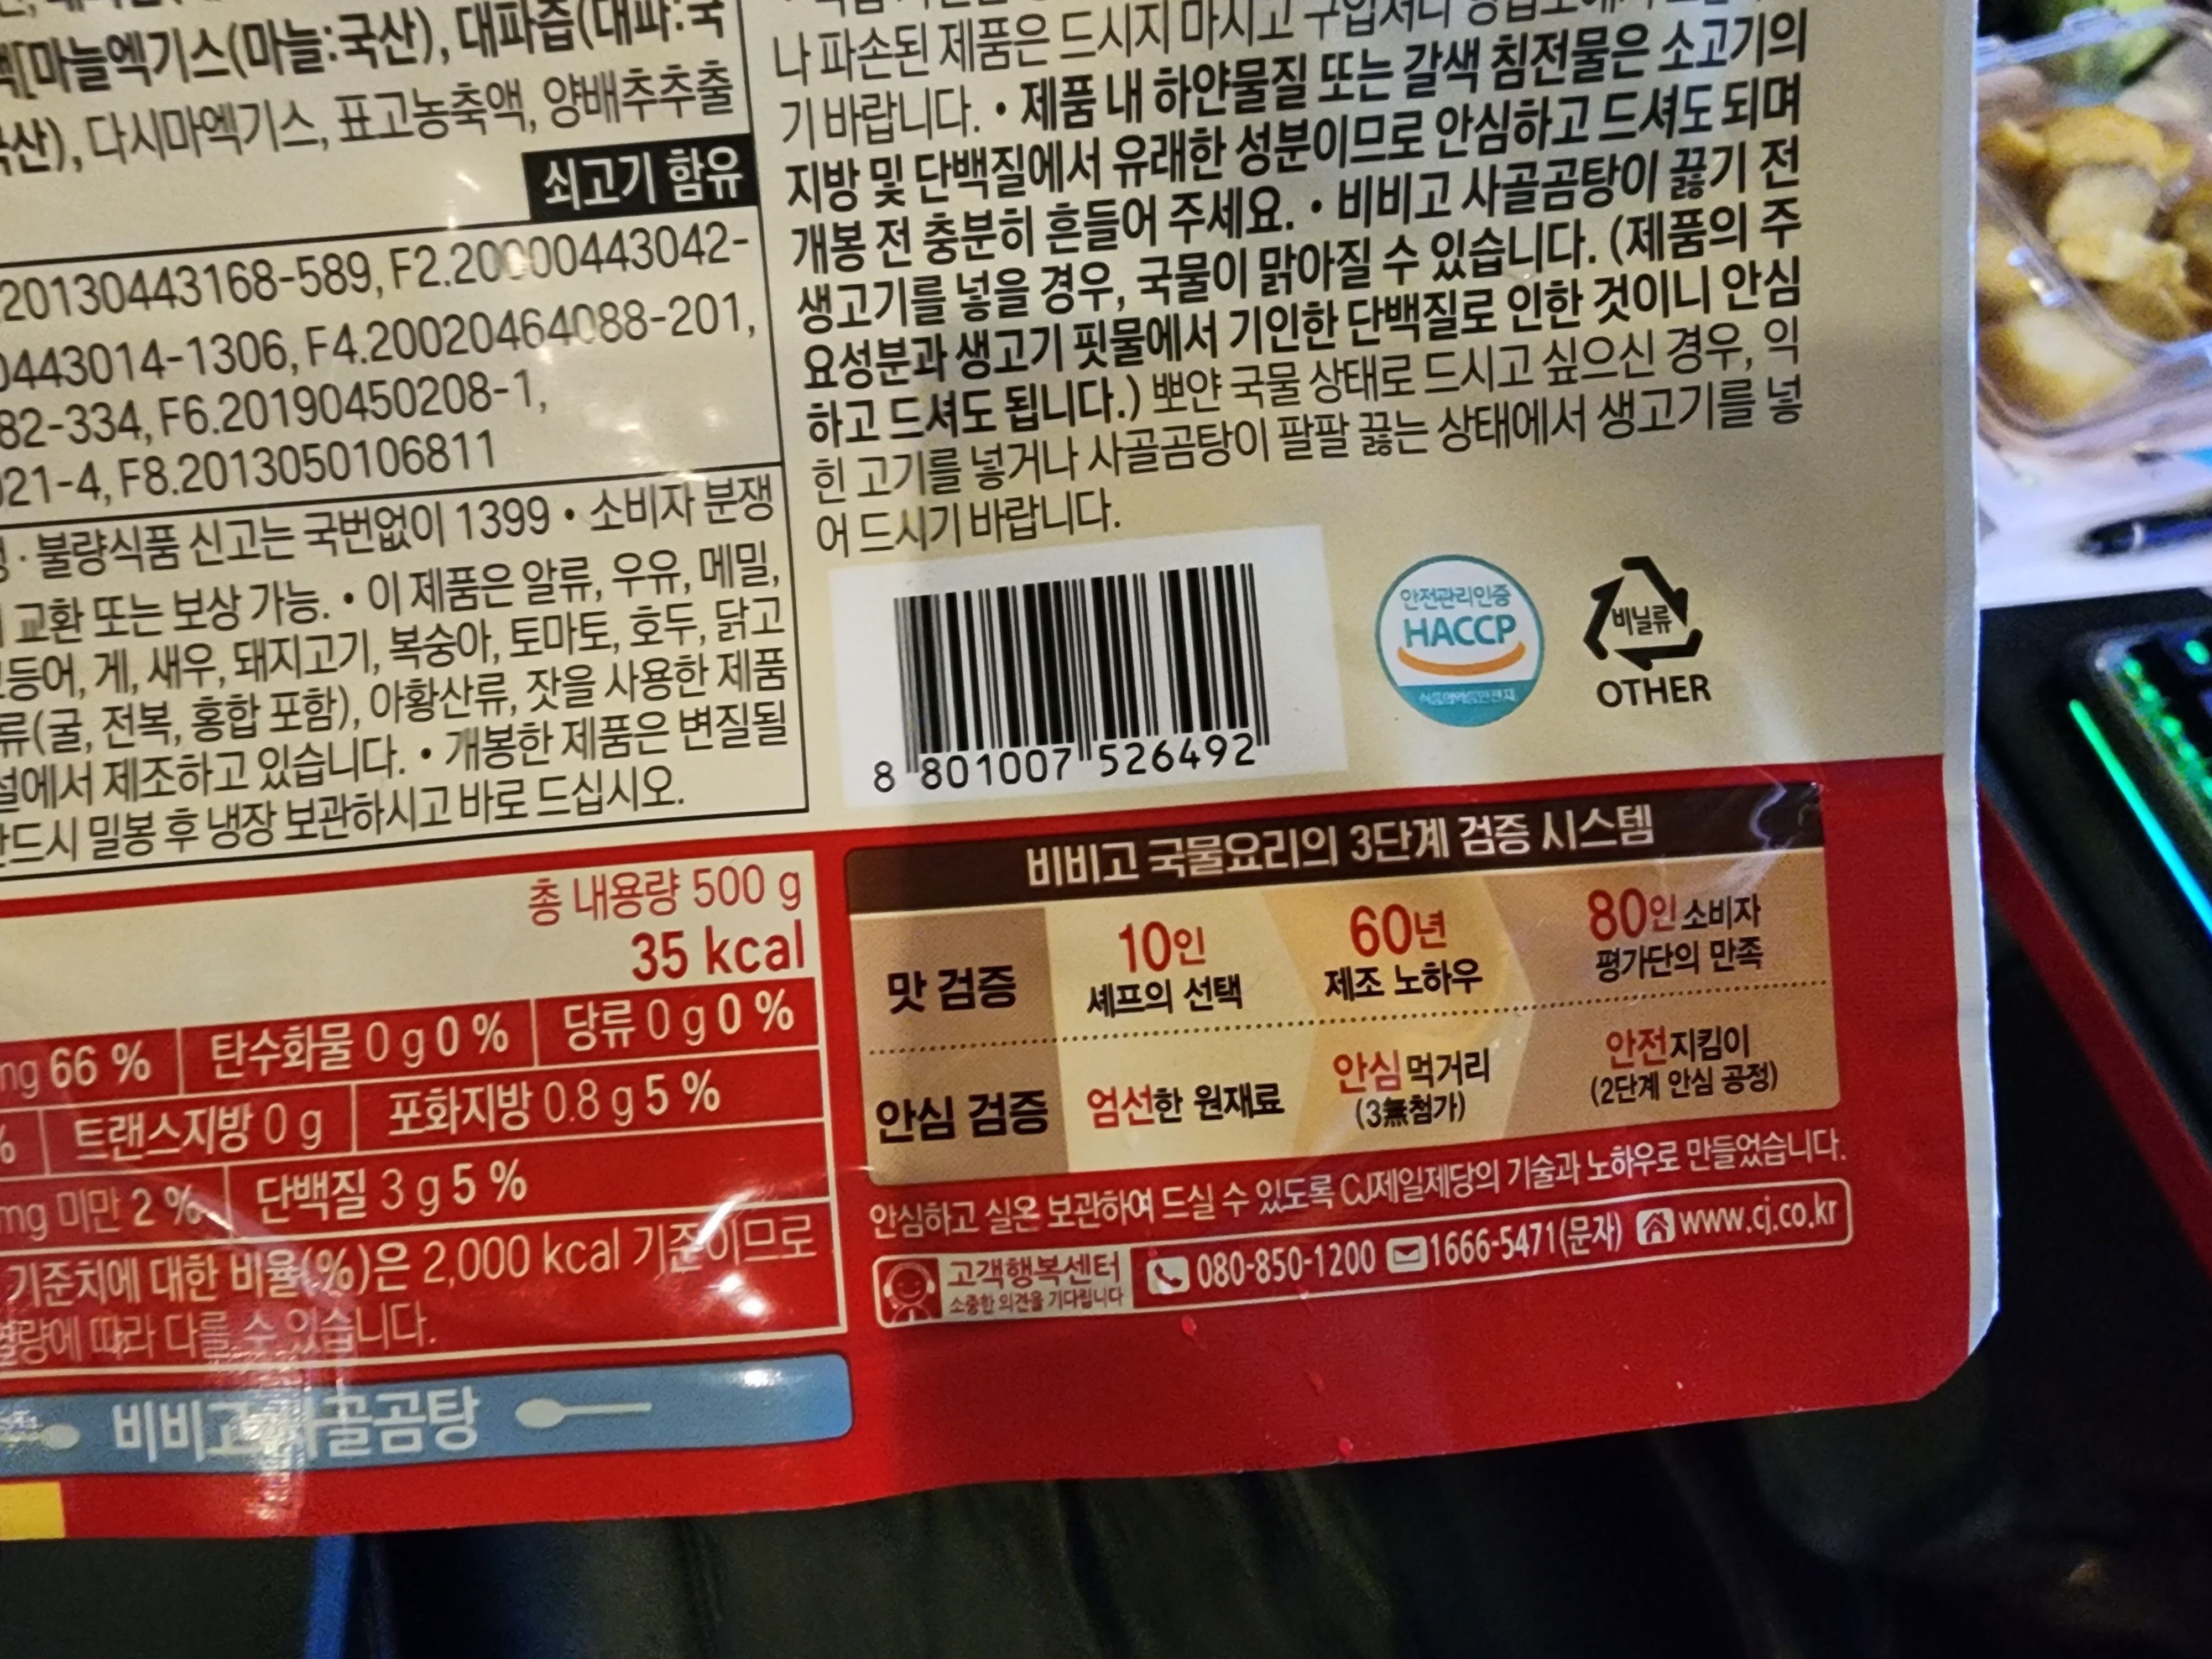 [마늘엑기스(마늘:국산), 대파즙(대파:국
산), 다시마엑기스, 표고농축액, 양배추추출
쇠고기 함유
20130443168-589, F2.20000443042-
0443014-1306, F4.20020464088-201,
82-334, F6.20190450208-1,
021-4, F8.2013050106811
· 불량식품 신고는 국번없이 1399 • 소비자 분쟁
교환 또는 보상 가능. • 이 제품은 알류, 우유, 메밀,
등어, 게, 새우, 돼지고기, 복숭아, 토마토, 호두, 닭고
류(굴, 전복, 홍합 포함), 아황산류, 잣을 사용한 제품
설에서 제조하고 있습니다. • 개봉한 제품은 변질될
드시 밀봉 후 냉장 보관하시고 바로 드십시오.
총 내용량 500 g
35 kcal
mg 66 % 탄수화물 0 g 0 % 당류 0 g 0 %
% 트랜스지방 0 g 포화지방 0.8 g 5 %
mg 미만 2 % 단백질 3 g 5 %
기준치에 대한 비율(%)은 2,000 kcal 기준이므로
열량에 따라 다를 수 있습니다.
비비고 사골곰탕
나 파손된 제품은 드시지 마시고
기 바랍니다. • 제품 내 하얀물질 또는 갈색 침전물은 소고기의
지방 및 단백질에서 유래한 성분이므로 안심하고 드셔도 되며
개봉 전 충분히 흔들어 주세요. • 비비고 사골곰탕이 끓기 전
생고기를 넣을 경우, 국물이 맑아질 수 있습니다. (제품의 주
요성분과 생고기 핏물에서 기인한 단백질로 인한 것이니 안심
하고 드셔도 됩니다.) 뽀얀 국물 상태로 드시고 싶으신 경우, 익
힌 고기를 넣거나 사골곰탕이 팔팔 끓는 상태에서 생고기를 넣
어 드시기 바랍니다.
8 801007 526492
안전관리인증
HACCP
비닐류
OTHER
비비고 국물요리의 3단계 검증 시스템
맛 검증
10인
셰프의 선택
60년
제조 노하우
80인 소비자
평가단의 만족
안심 검증
엄선한 원재료
안심 먹거리
(3無첨가)
안전지킴이
(2단계 안심 공정)
안심하고 실온 보관하여 드실 수 있도록 CJ제일제당의 기술과 노하우로 만들었습니다.
고객행복센터
소중한 의견을 기다립니다
080-850-1200 1666-5471(문자) www.cj.co.kr